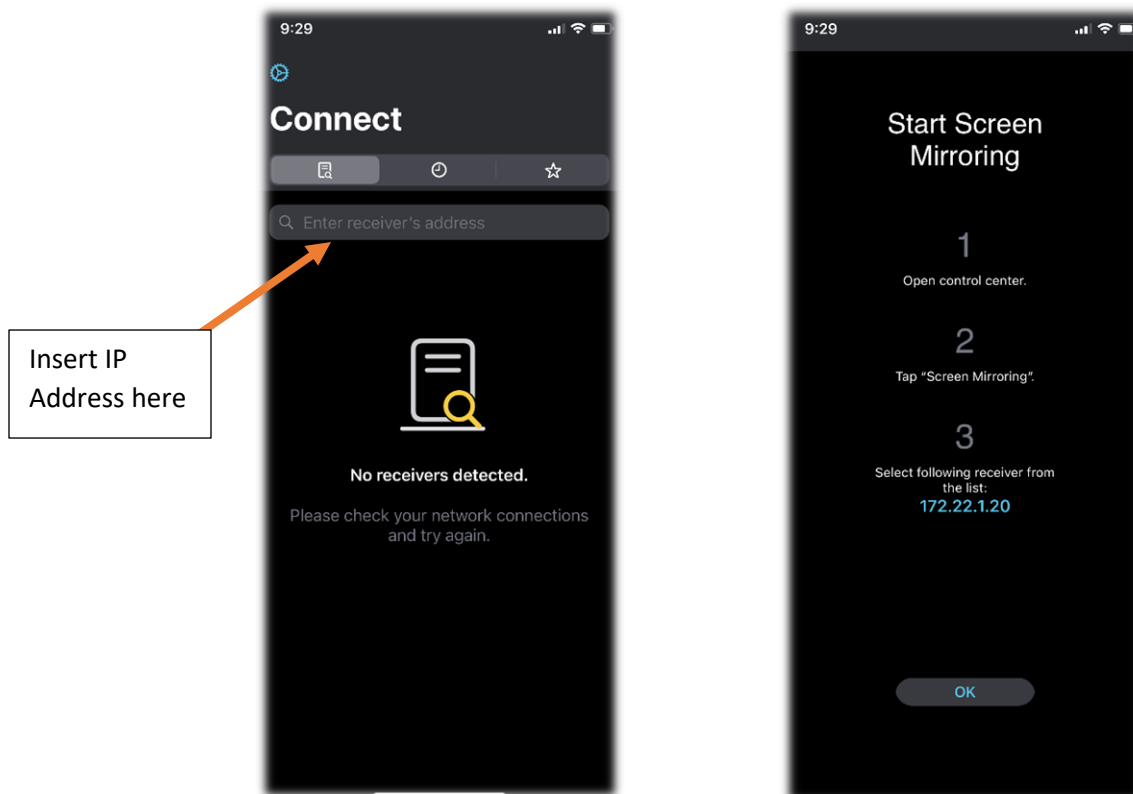 9:29
Connect
Enter receiver's address
Insert IP
Address here
No receivers detected.
Please check your network connections
and try again.
9:29
Start Screen
Mirroring
1
Open control center.
2
Tap “Screen Mirroring”.
3
Select following receiver from
the list:
172.22.1.20
OK